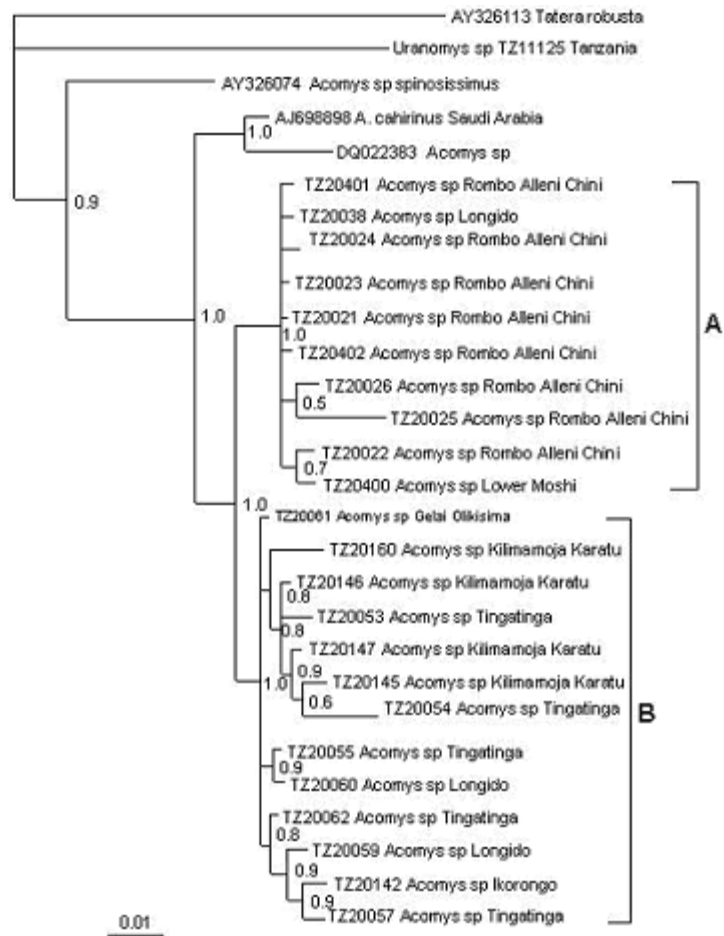 AY326113 Tatera robusta
Uranomys sp TZ11125 Tanzania
AY326074 Acomys sp spinosissimus
AJ698898 A. cahirinus Saudi Arabia
1.0
DQ022383 Acomys sp
TZ20401 Acomys sp Rombo Alleni Chini
0.9
TZ20038 Acomys sp Longido
TZ20024 Acomys sp Rombo Alleni Chini
TZ20023 Acomys sp Rombo Alleni Chini
1.0
TZ20021 Acomys sp Rombo Alleni Chini
A
1.0
TZ20402 Acomys sp Rombo Alleni Chini
TZ20026 Acomys sp Rombo Alleni Chini
0.5
TZ20025 Acomys sp Rombo Alleni Chini
TZ20022 Acomys sp Rombo Alleni Chini
0.7
TZ20400 Acomys sp Lower Moshi
1.0
TZ20061 Acomys sp Gelai Olikisima
TZ20160 Acomys sp Kilimamoja Karatu
TZ20146 Acomys sp Kilimamoja Karatu
0.8
TZ20053 Acomys sp Tingatinga
0.8
TZ20147 Acomys sp Kilimamoja Karatu
0.9
1.0
TZ20145 Acomys sp Kilimamoja Karatu
0.6
TZ20054 Acomys sp Tingatinga
B
TZ20055 Acomys sp Tingatinga
0.9
TZ20060 Acomys sp Longido
TZ20062 Acomys sp Tingatinga
0.8
TZ20059 Acomys sp Longido
0.9
TZ20142 Acomys sp Ikorongo
0.9
TZ20057 Acomys sp Tingatinga
0.01